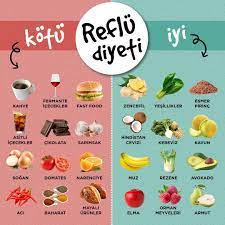 kötü
Reflü
diyeti
iyi
KAHVE
FERMANTE
İÇECEKLER
FAST FOOD
ZENCEFİL
YEŞİLLİKLER
ESMER
PİRİNÇ
ASİTLİ
İÇECEKLER
ÇİKOLATA
SARIMSAK
HİNDİSTAN
CEVİZİ
KEREVİZ
KAVUN
SOĞAN
DOMATES
NARENCİYE
MUZ
REZENE
AVOKADO
ACI
BAHARAT
MAYALI
ÜRÜNLER
ELMA
ORMAN
MEYVELERİ
ARMUT